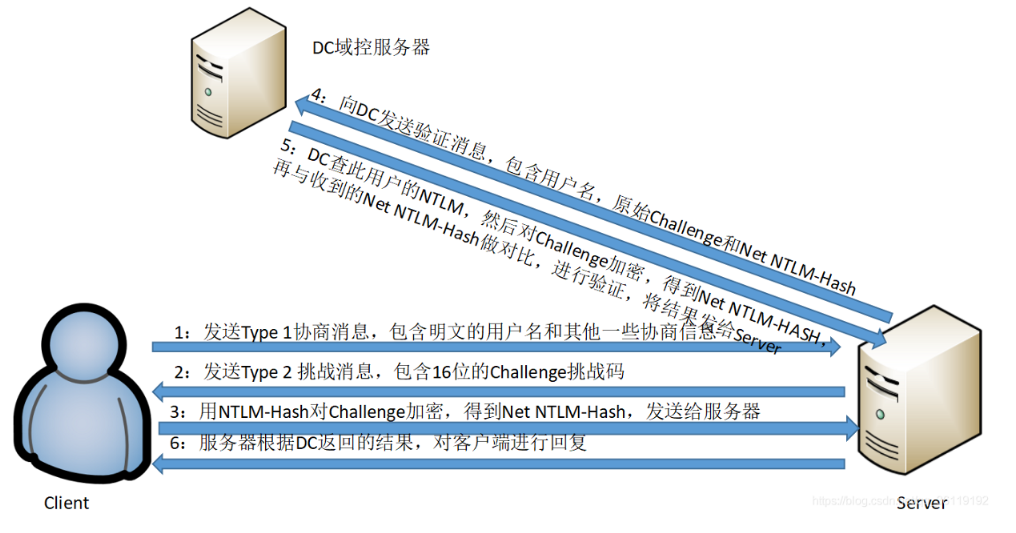 DC域控服务器
4：向DC发送验证消息，包含用户名，原始Challenge和Net NTLM-Hash
5：DC查此用户的NTLM，然后对Challenge加密，得到Net NTLM-HASH，
再与收到的Net NTLM-Hash做对比，进行验证，将结果发给Server
1：发送Type 1协商消息，包含明文的用户名和其他一些协商信息
2：发送Type 2 挑战消息，包含16位的Challenge挑战码
3：用NTLM-Hash对Challenge加密，得到Net NTLM-Hash，发送给服务器
6：服务器根据DC返回的结果，对客户端进行回复
Client
Server